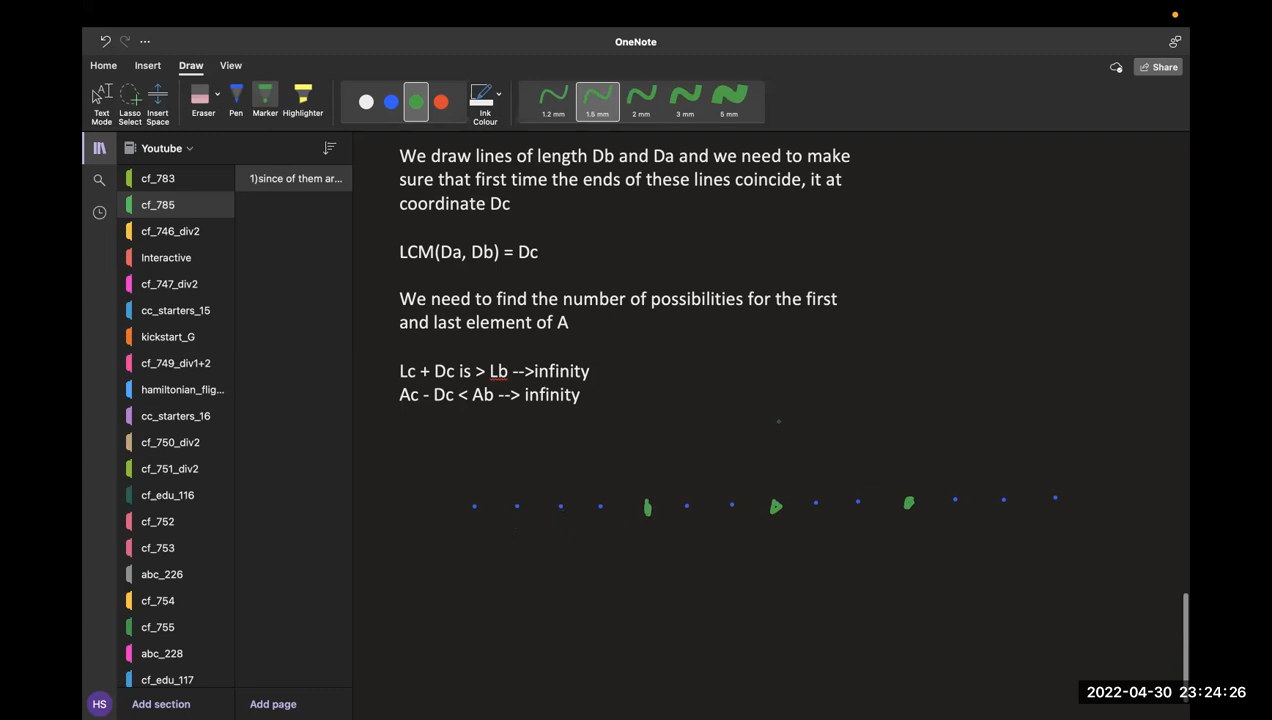 OneNote
Home
Insert
Draw
View
Share
Text
Mode
Lasso
Select
Insert
Space
Eraser
Pen
Marker
Highlighter
Ink
Colour
1.2 mm
1.5 mm
2 mm
3 mm
5 mm
Youtube
cf_783
cf_785
cf_746_div2
Interactive
cf_747_div2
cc_starters_15
kickstart_G
cf_749_div1+2
hamiltonian_flig...
cc_starters_16
cf_750_div2
cf_751_div2
cf_edu_116
cf_752
cf_753
abc_226
cf_754
cf_755
abc_228
cf_edu_117
HS
Add section
1)since of them ar...
Add page
We draw lines of length Db and Da and we need to make
sure that first time the ends of these lines coincide, it at
coordinate Dc
LCM(Da, Db) = Dc
We need to find the number of possibilities for the first
and last element of A
Lc + Dc is > Lb -->infinity
Ac - Dc < Ab --> infinity
2022-04-30 23:24:26